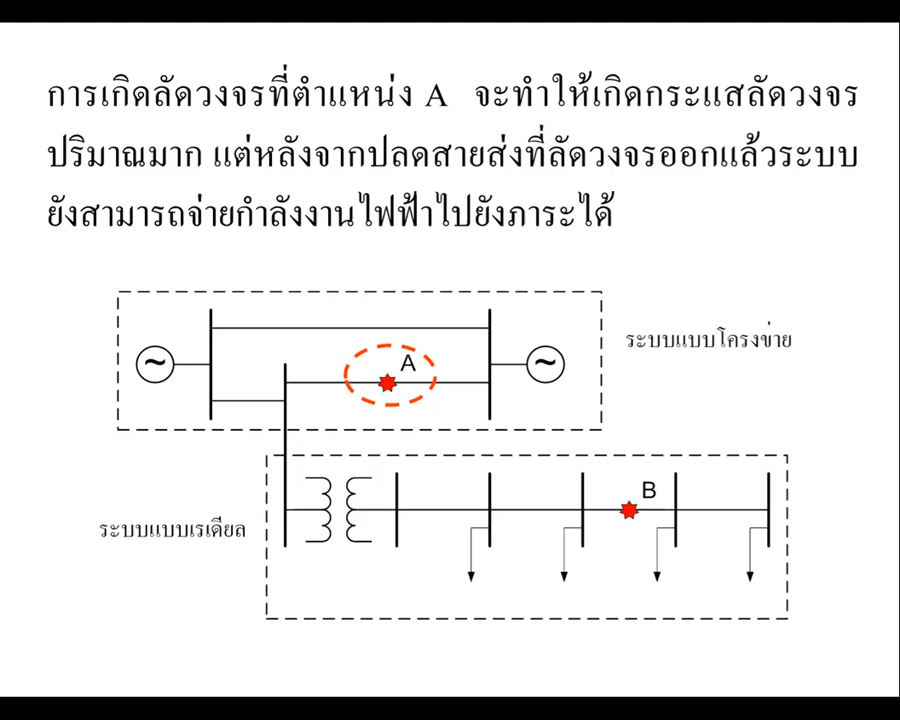 การเกิดลัดวงจรที่ตำแหน่ง A จะทำให้เกิดกระแสลัดวงจร
ปริมาณมาก แต่หลังจากปลดสายส่งที่ลัดวงจรออกแล้วระบบ
ยังสามารถจ่ายกำลังงานไฟฟ้าไปยังภาระได้
ระบบแบบโครงข่าย
A
B
ระบบแบบเรเดียล